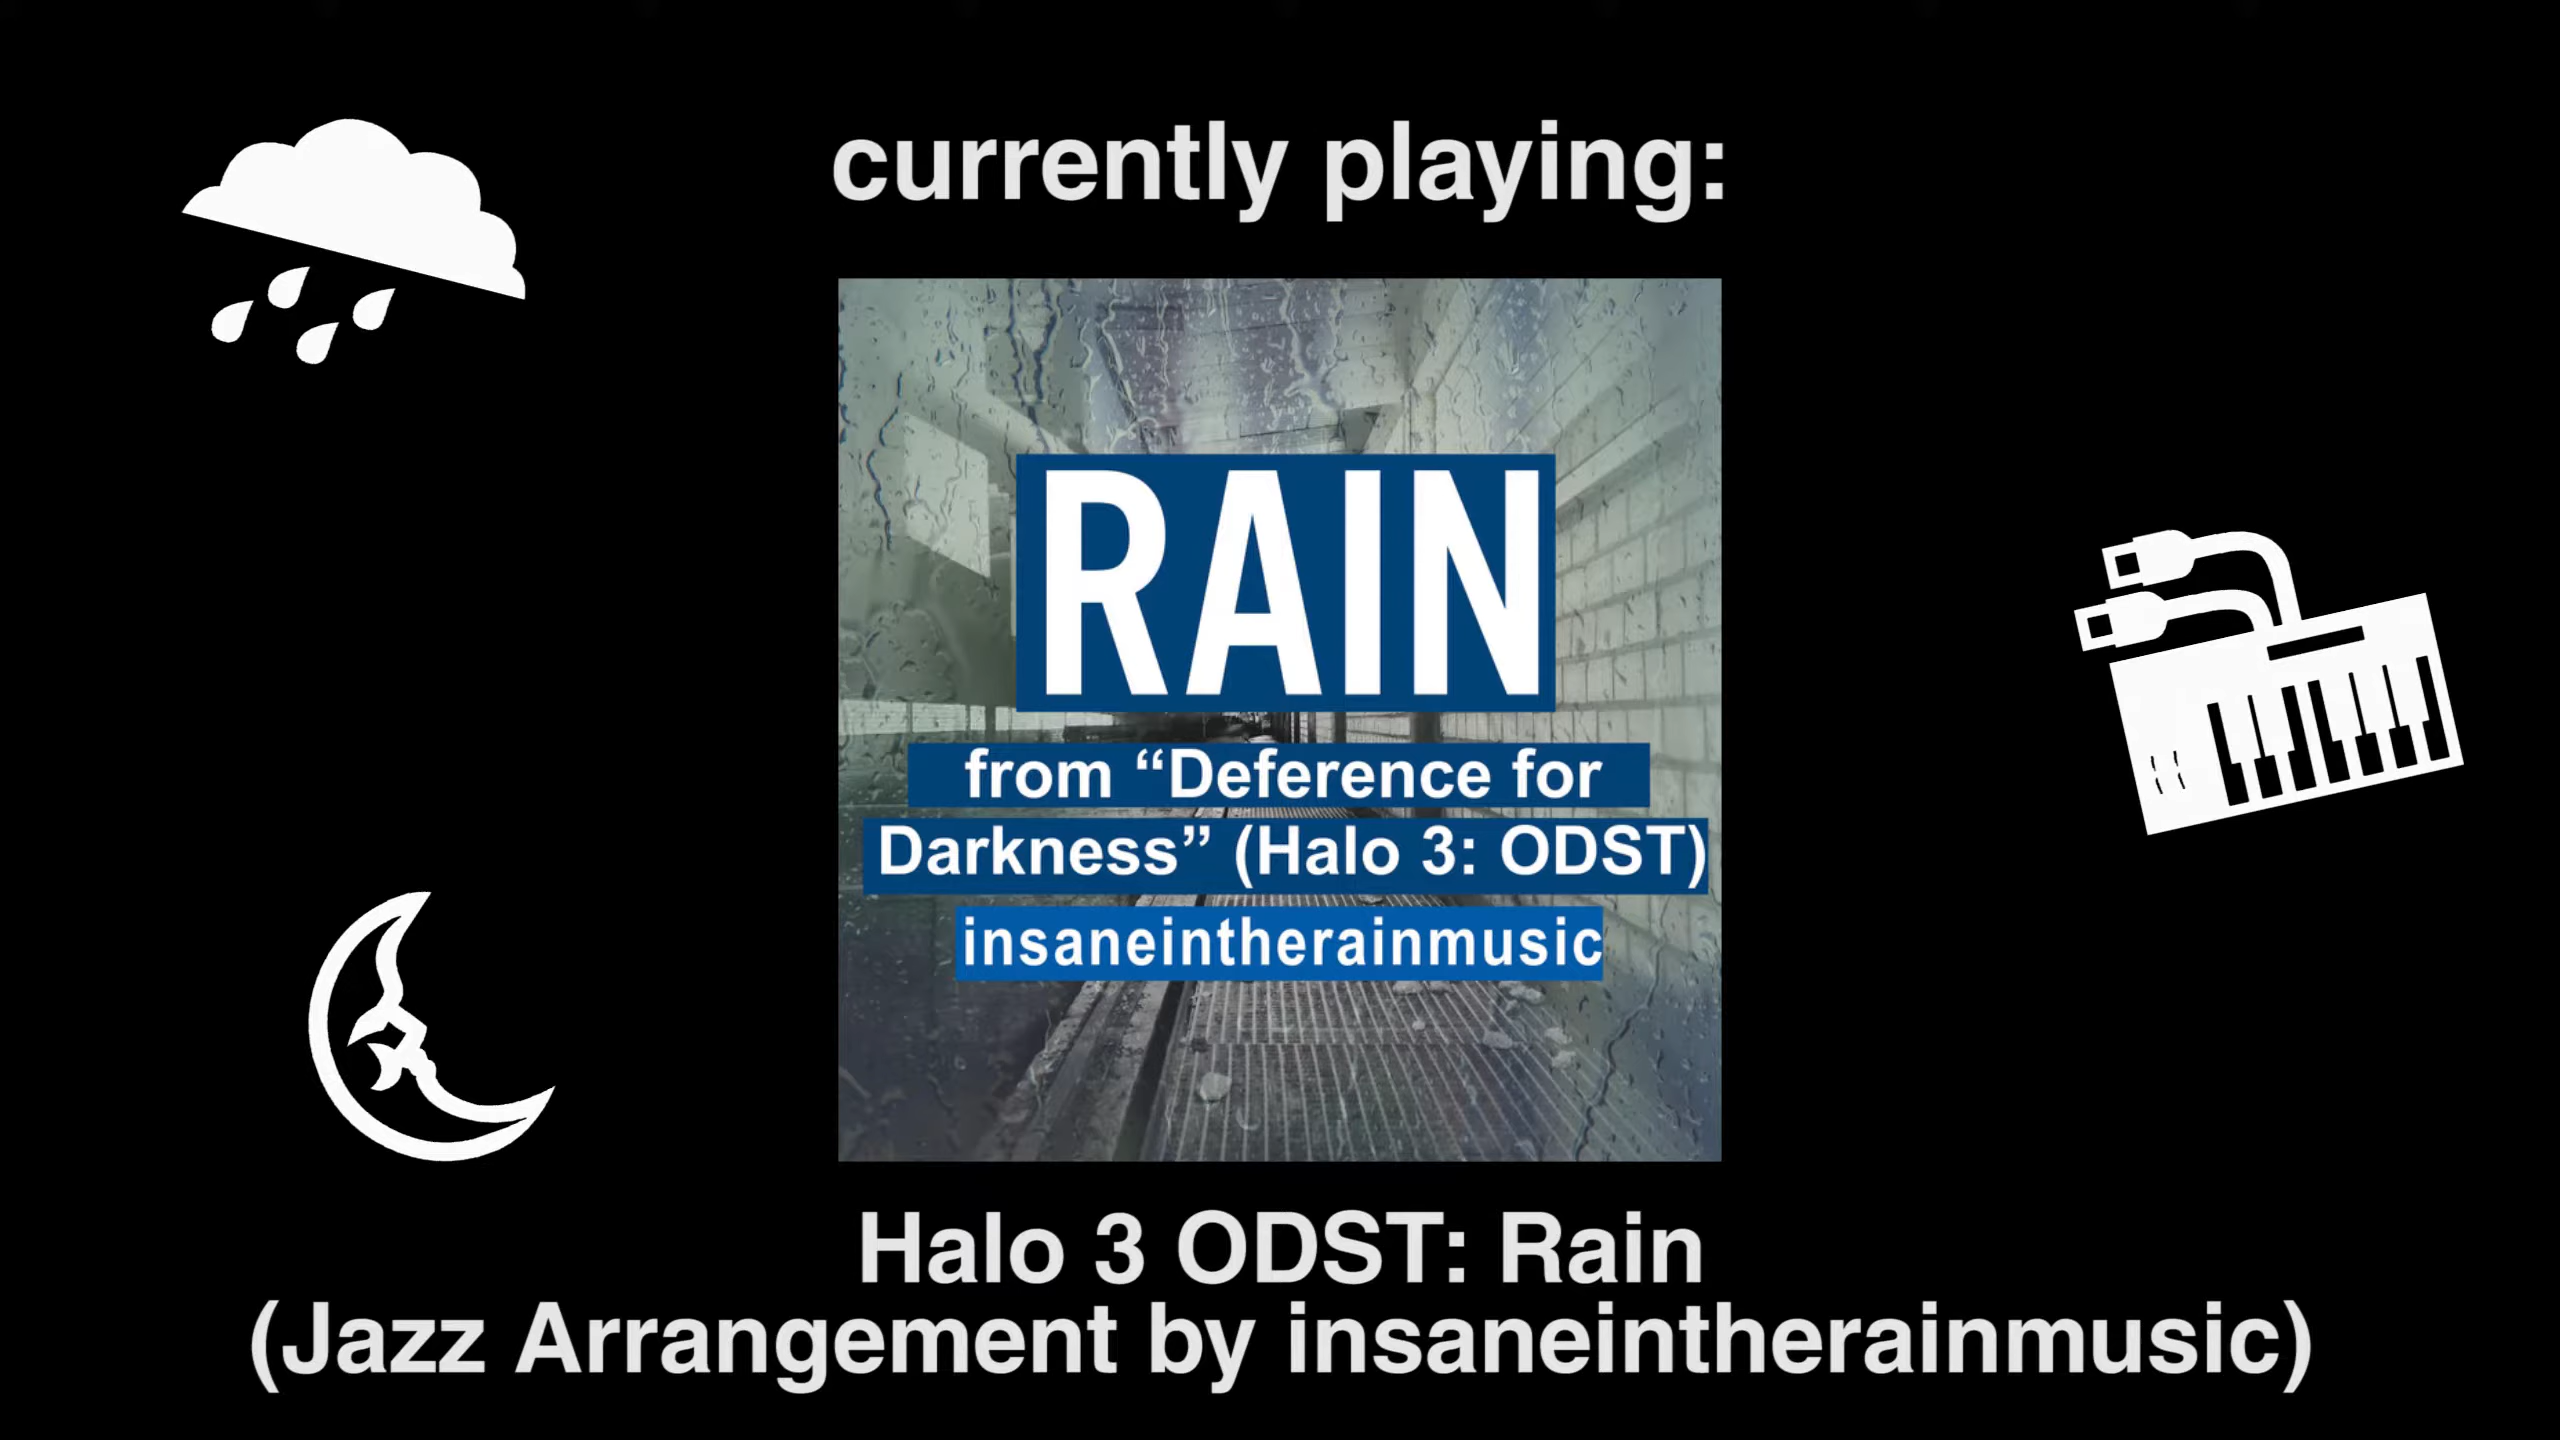 currently playing:
RAIN
from “Deference for
Darkness” (Halo 3: ODST)
insaneintherainmusic
Halo 3 ODST: Rain
(Jazz Arrangement by insaneintherainmusic)